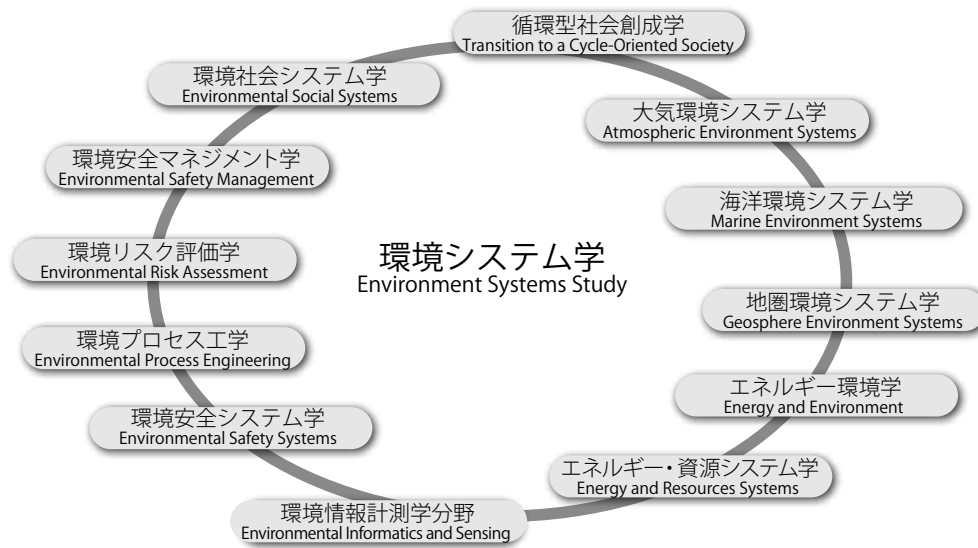 循環型社会創成学
Transition to a Cycle-Oriented Society
環境社会システム学
Environmental Social Systems
大気環境システム学
Atmospheric Environment Systems
環境安全マネジメント学
Environmental Safety Management
海洋環境システム学
Marine Environment Systems
環境リスク評価学
Environmental Risk Assessment
環境システム学
Environment Systems Study
地圏環境システム学
Geosphere Environment Systems
環境プロセス工学
Environmental Process Engineering
エネルギー環境学
Energy and Environment
環境安全システム学
Environmental Safety Systems
エネルギー・資源システム学
Energy and Resources Systems
環境情報計測学分野
Environmental Informatics and Sensing